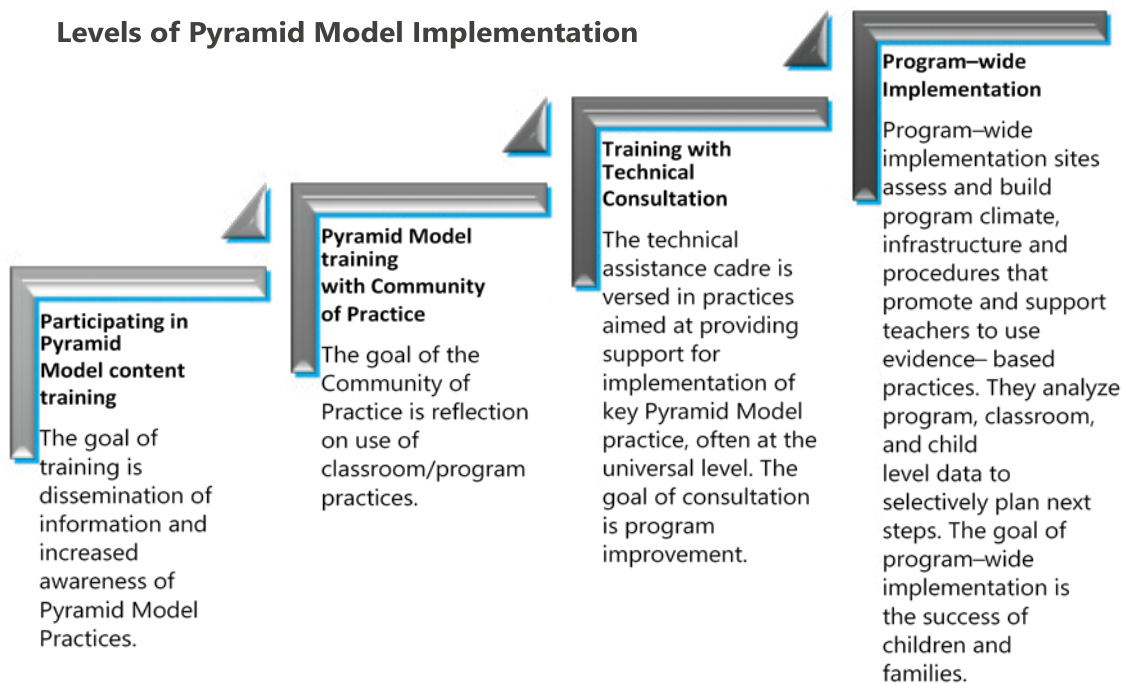 Levels of Pyramid Model Implementation
Participating in
Pyramid
Model content
training
The goal of
training is
dissemination of
information and
increased
awareness of
Pyramid Model
Practices.
Pyramid Model
training
with Community
of Practice
The goal of the
Community of
Practice is reflection
on use of
classroom/program
practices.
Training with
Technical
Consultation
The technical
assistance cadre is
versed in practices
aimed at providing
support for
implementation of
key Pyramid Model
practice, often at the
universal level. The
goal of consultation
is program
improvement.
Program–wide
Implementation
Program–wide
implementation sites
assess and build
program climate,
infrastructure and
procedures that
promote and support
teachers to use
evidence– based
practices. They analyze
program, classroom,
and child
level data to
selectively plan next
steps. The goal of
program–wide
implementation is
the success of
children and
families.